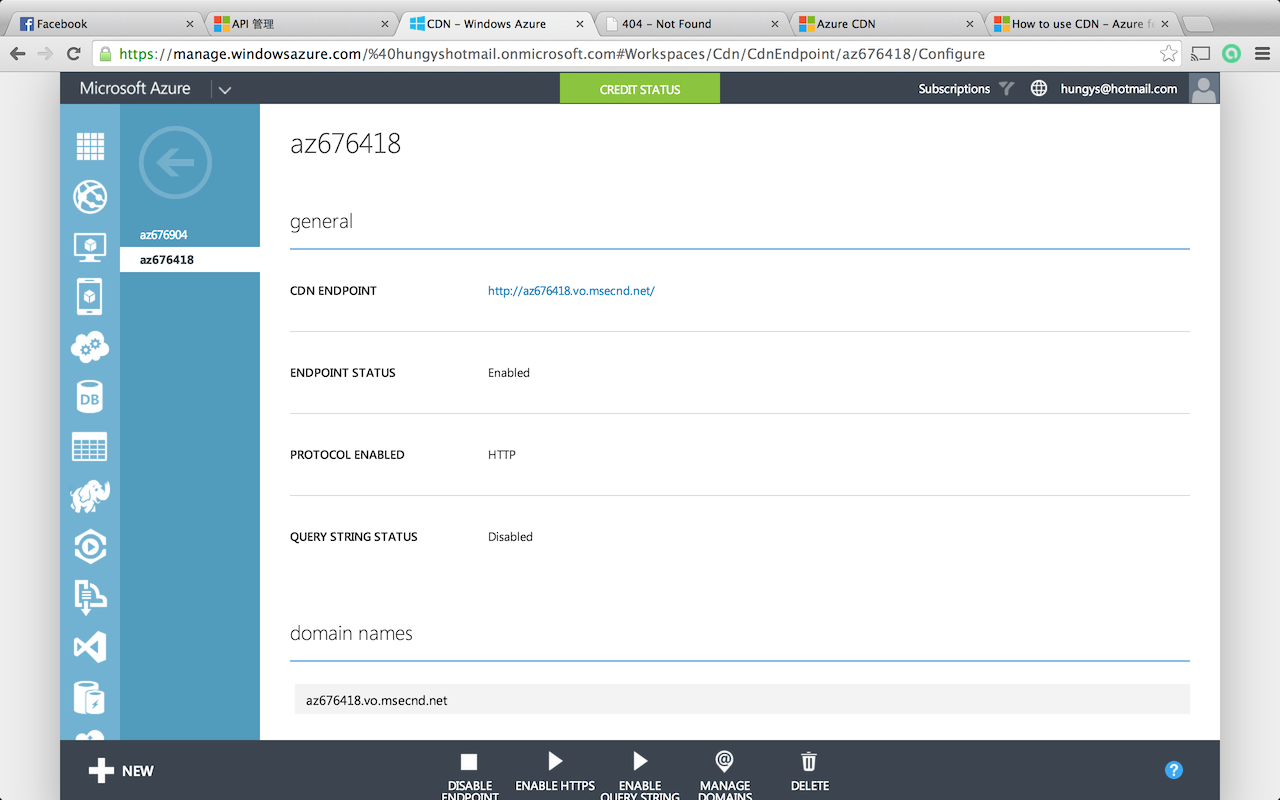 Facebook
API 管理
CDN – Windows Azure
404 – Not Found
Azure CDN
How to use CDN – Azure f
https://manage.windowsazure.com/%40hungyshotmail.onmicrosoft.com#Workspaces/Cdn/CdnEndpoint/az676418/Configure
Microsoft Azure
CREDIT STATUS
Subscriptions
hungys@hotmail.com
az676904
az676418
DB
az676418
general
CDN ENDPOINT
http://az676418.vo.msecnd.net/
ENDPOINT STATUS
Enabled
PROTOCOL ENABLED
HTTP
QUERY STRING STATUS
Disabled
domain names
az676418.vo.msecnd.net
NEW
DISABLE
ENDPOINT
ENABLE HTTPS
ENABLE
QUERY STRING
MANAGE
DOMAINS
DELETE
?